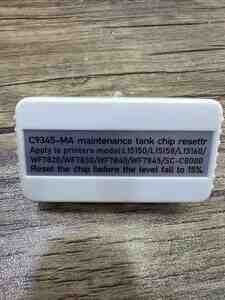 C9345-MA maintenance tank chip resettr
Apply to printers model:L15150/L15158/L15160/
WF7820/WF7830/WF7840/WF7845/SC-C8000
Reset the chip before the level fall to 15%